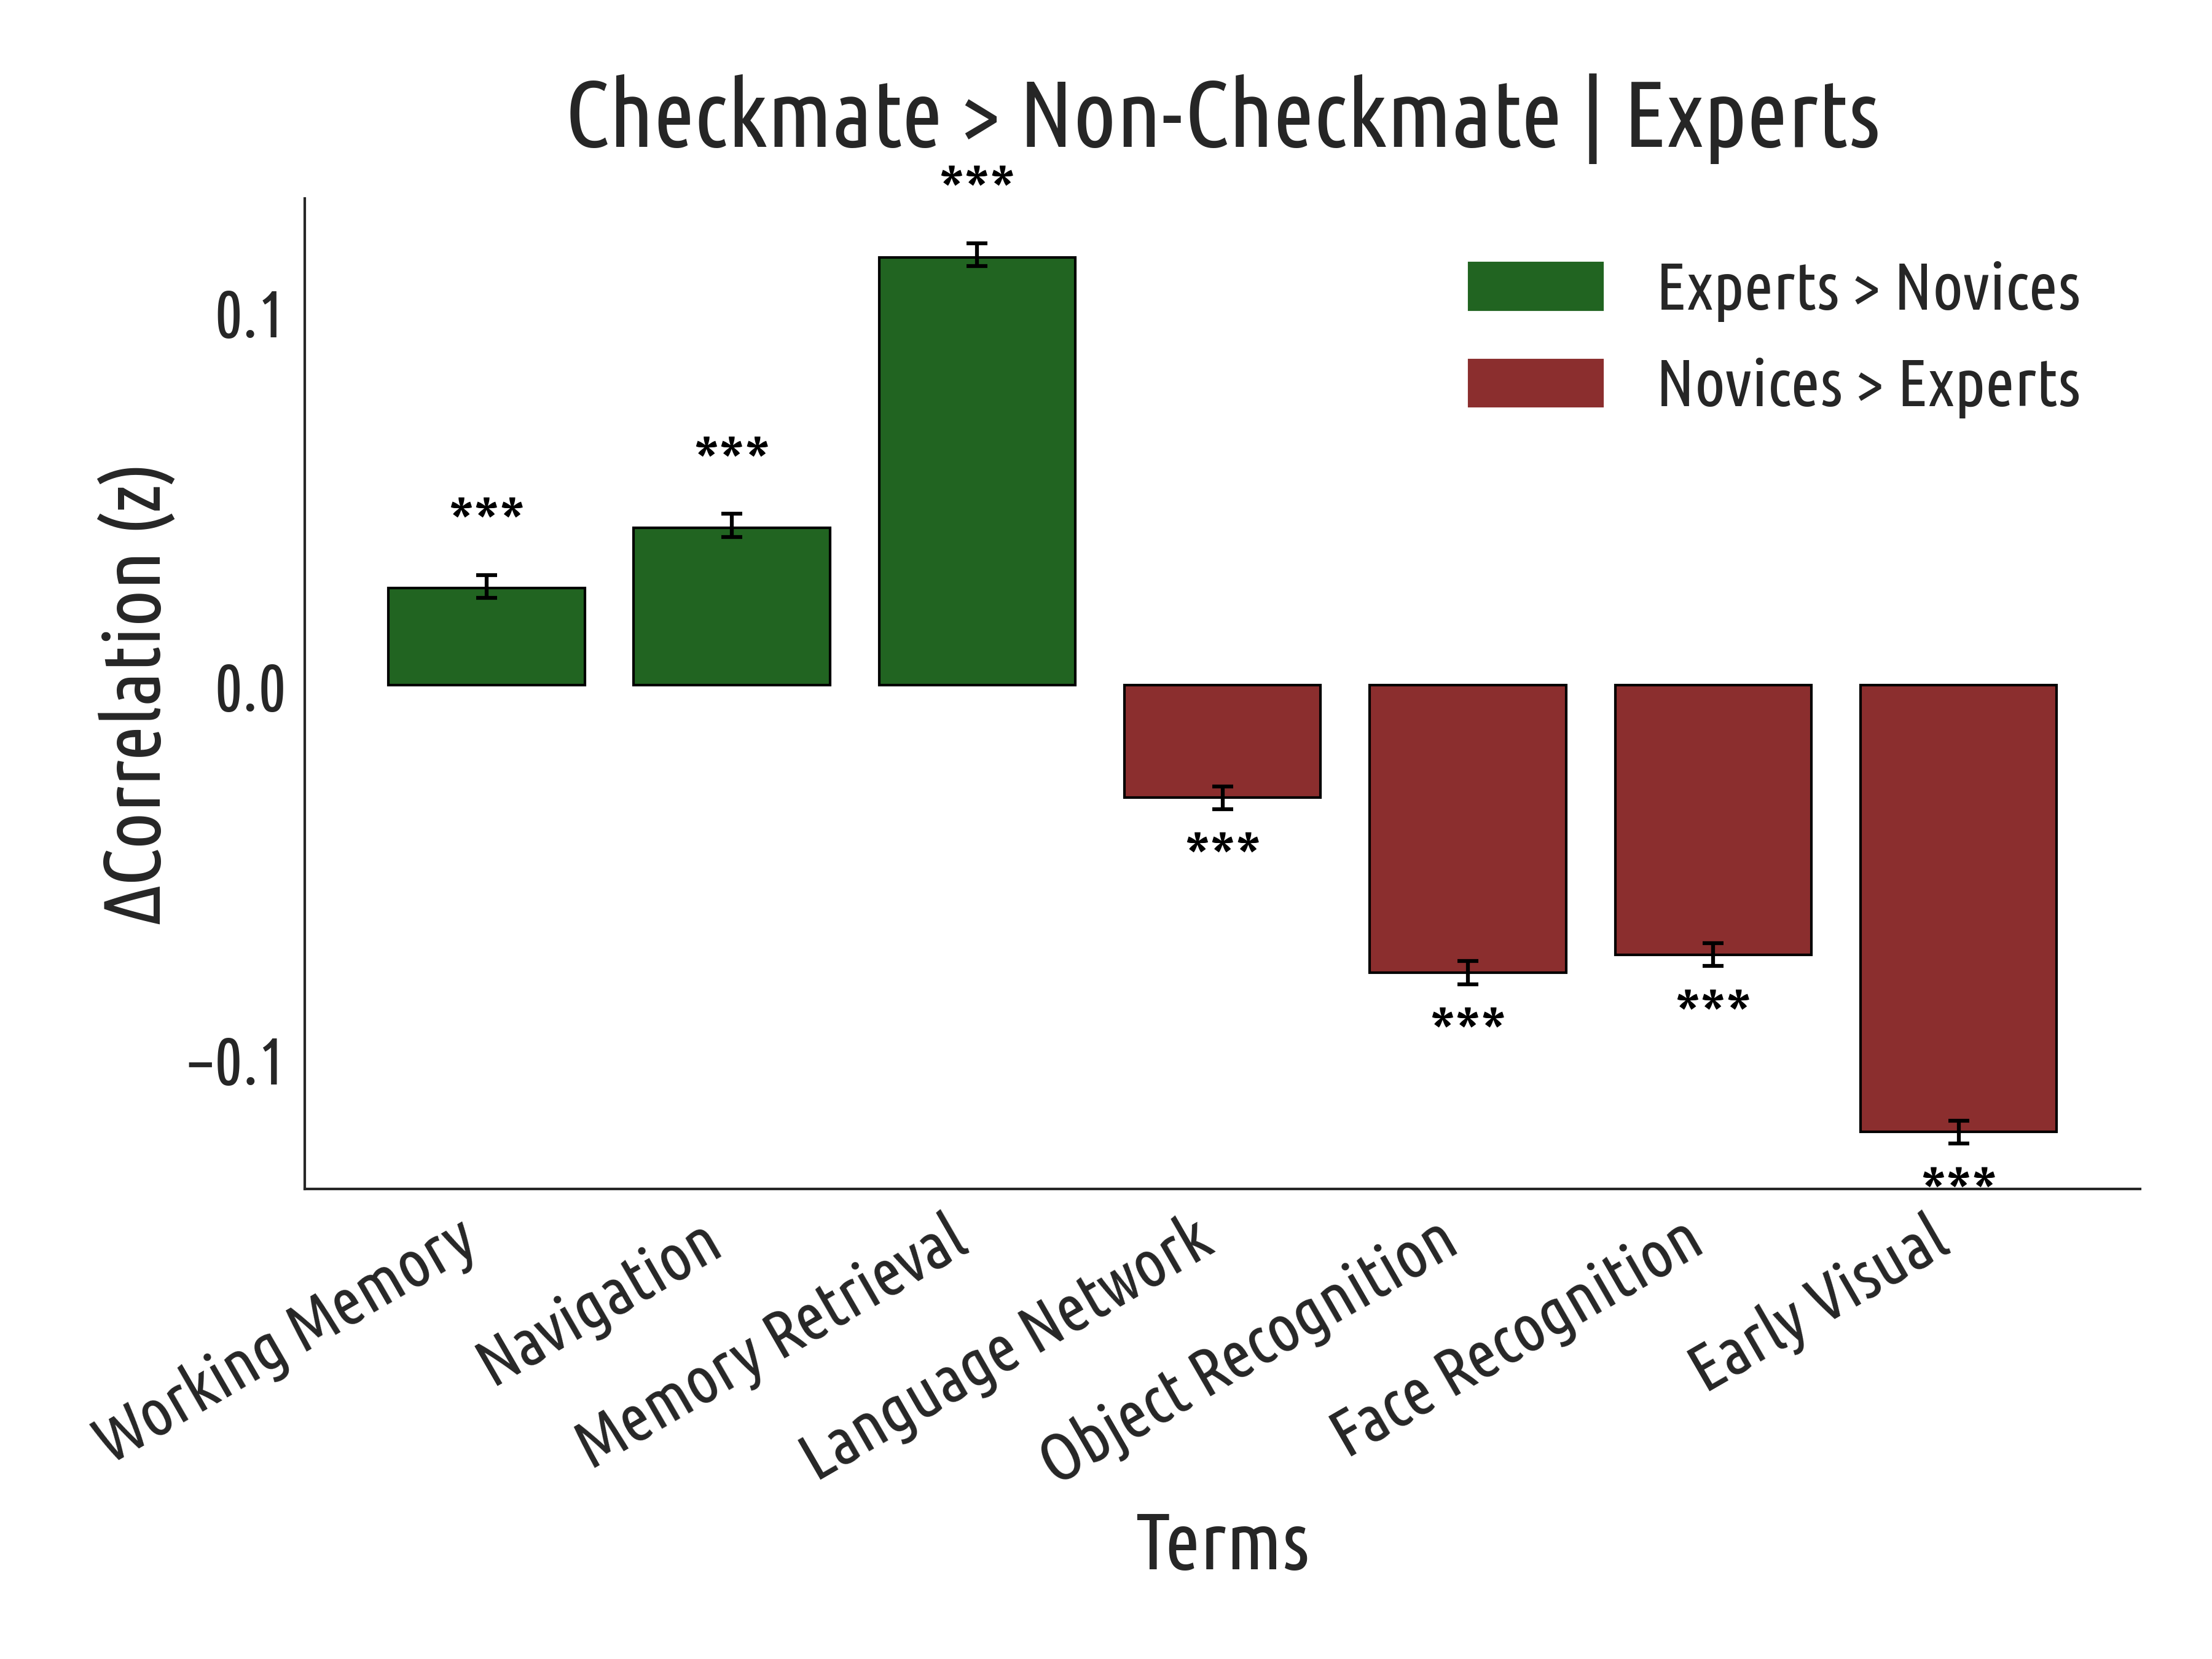 Checkmate > Non-Checkmate | Experts
***
Experts > Novices
Novices > Experts
0.1
***
***
ΔCorrelation (z)
0.0
***
***
***
−0.1
***
Working Memory
Navigation
Memory Retrieval
Language Network
Object Recognition
Face Recognition
Early Visual
Terms